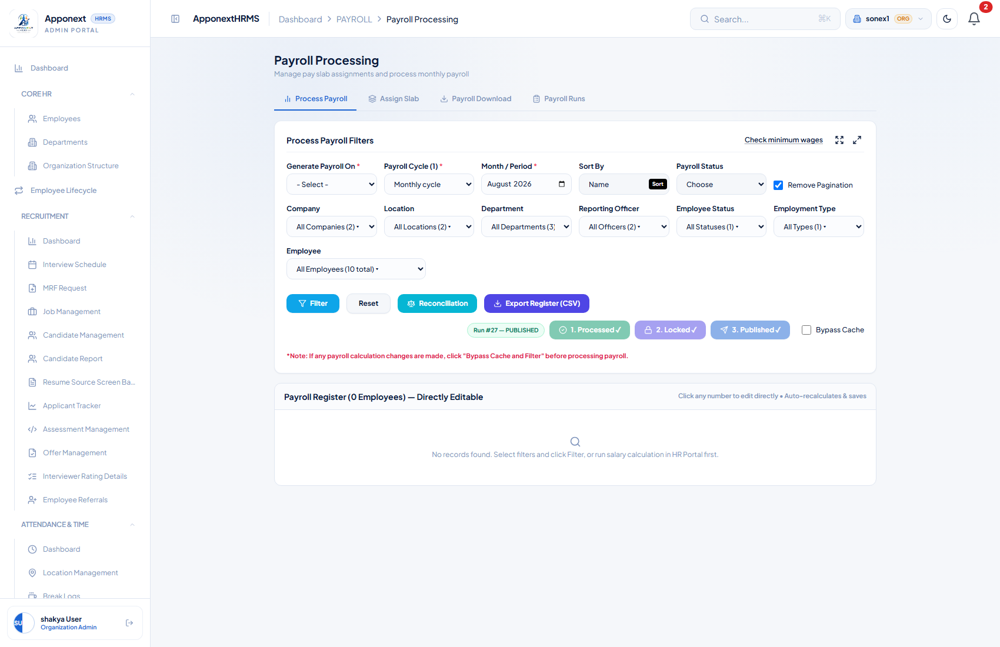 Apponext HRMS
ADMIN PORTAL
Dashboard
CORE HR
Employees
Departments
Organization Structure
Employee Lifecycle
RECRUITMENT
Dashboard
Interview Schedule
MRF Request
Job Management
Candidate Management
Candidate Report
Resume Source Screen Ba...
Applicant Tracker
Assessment Management
Offer Management
Interviewer Rating Details
Employee Referrals
ATTENDANCE & TIME
Dashboard
Location Management
Break Logs
SU
shakya User
Organization Admin
ApponextHRMS
Dashboard > PAYROLL > Payroll Processing
Search... ⌘K
sonex1 ORG
2
Payroll Processing
Manage pay slab assignments and process monthly payroll
Process Payroll Assign Slab Payroll Download Payroll Runs
Process Payroll Filters Check minimum wages
Generate Payroll On * Payroll Cycle (1) * Month / Period * Sort By Payroll Status
- Select - Monthly cycle August 2026 Name Sort Choose Remove Pagination
Company Location Department Reporting Officer Employee Status Employment Type
All Companies (2) ▾ All Locations (2) ▾ All Departments (3) All Officers (2) ▾ All Statuses (1) ▾ All Types (1) ▾
Employee
All Employees (10 total) ▾
Filter Reset Reconciliation Export Register (CSV)
Run #27 — PUBLISHED 1. Processed ✓ 2. Locked ✓ 3. Published ✓ Bypass Cache
*Note: If any payroll calculation changes are made, click "Bypass Cache and Filter" before processing payroll.
Payroll Register (0 Employees) — Directly Editable Click any number to edit directly • Auto-recalculates & saves
No records found. Select filters and click Filter, or run salary calculation in HR Portal first.